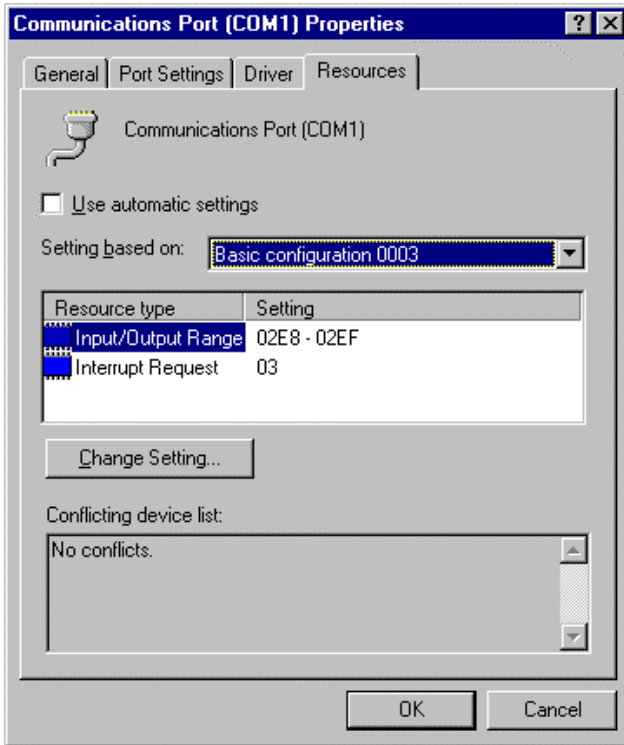 Communications Port (COM1) Properties
General Port Settings Driver Resources
Communications Port (COM1)
Use automatic settings
Setting based on: Basic configuration 0003
Resource type Setting
Input/Output Range 02E8 - 02EF
Interrupt Request 03
Change Setting...
Conflicting device list:
No conflicts.
OK Cancel